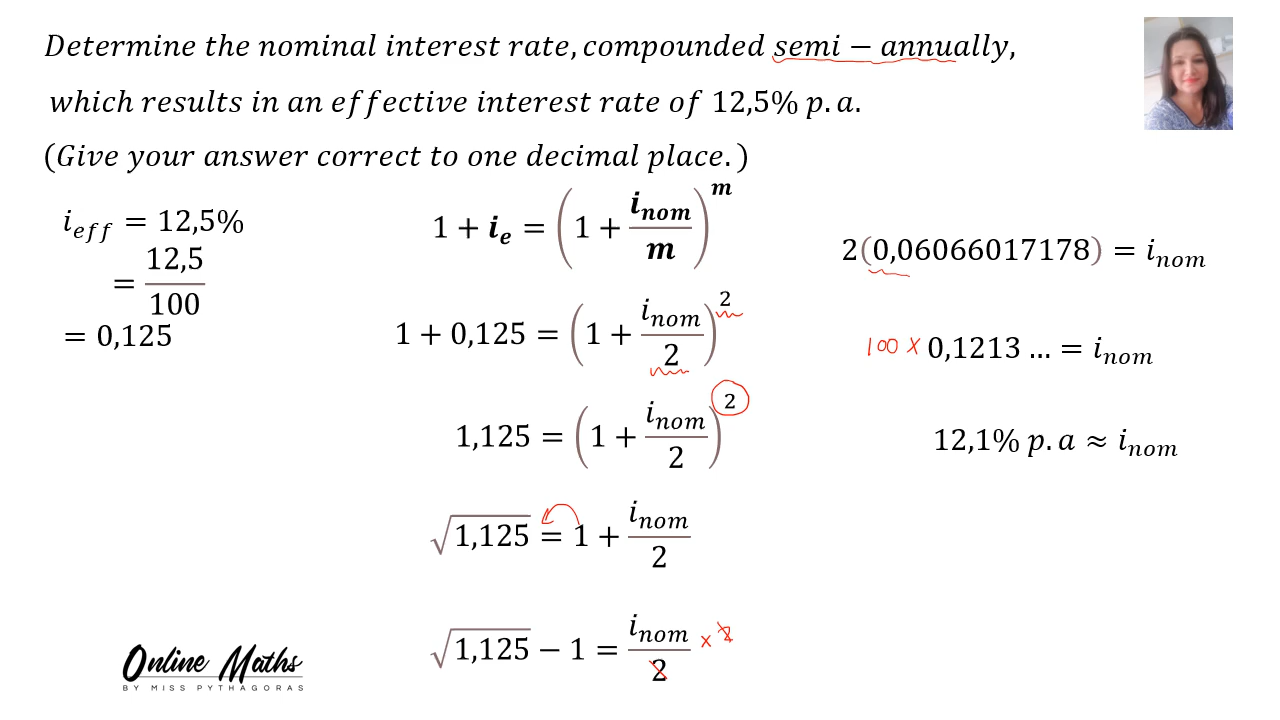 Determine the nominal interest rate, compounded semi − annually,
which results in an effective interest rate of 12,5% p.a.
(Give your answer correct to one decimal place.)
i_eff = 12,5%
= 12,5/100
= 0,125
1 + i_e = (1 + i_nom/m)^m
1 + 0,125 = (1 + i_nom/2)^2
1,125 = (1 + i_nom/2)^2
√1,125 = 1 + i_nom/2
√1,125 − 1 = i_nom/2 × 2
2(0,06066017178) = i_nom
100 × 0,1213 ... = i_nom
12,1% p.a ≈ i_nom
Online Maths
BY MISS PYTHAGORAS